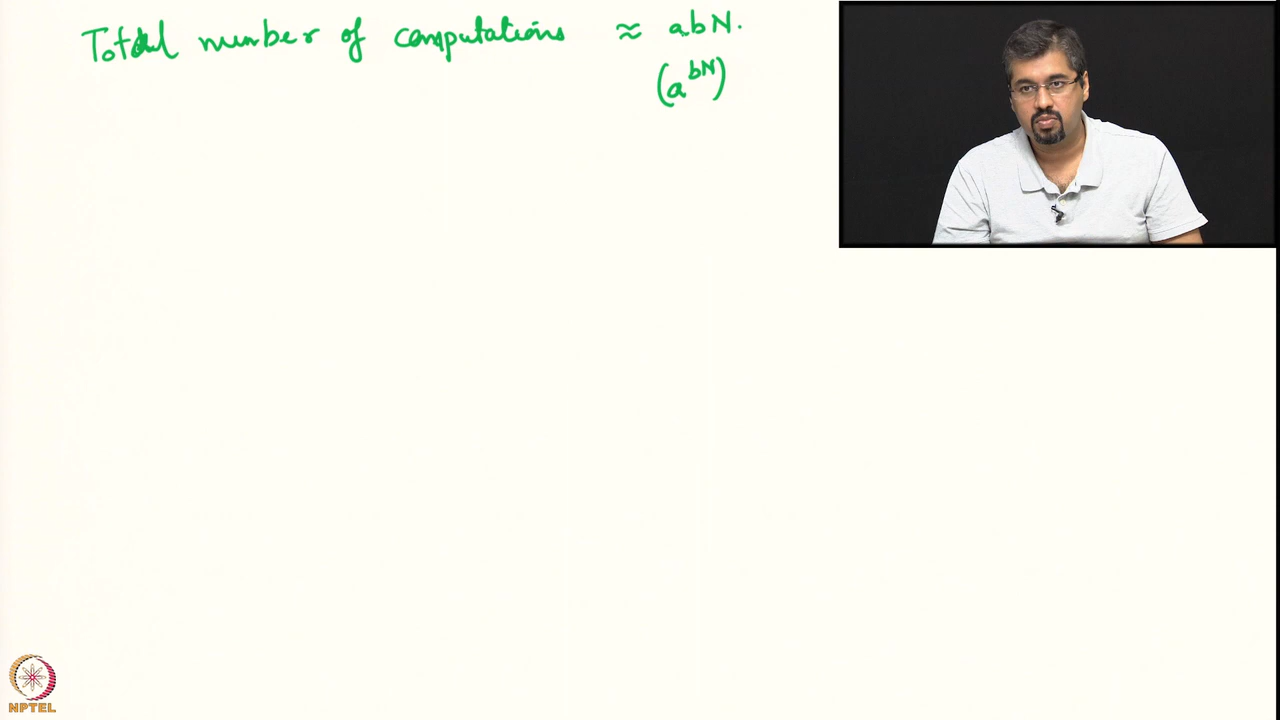 Total number of computations ≈ abN.
(a^{bN})
NPTEL